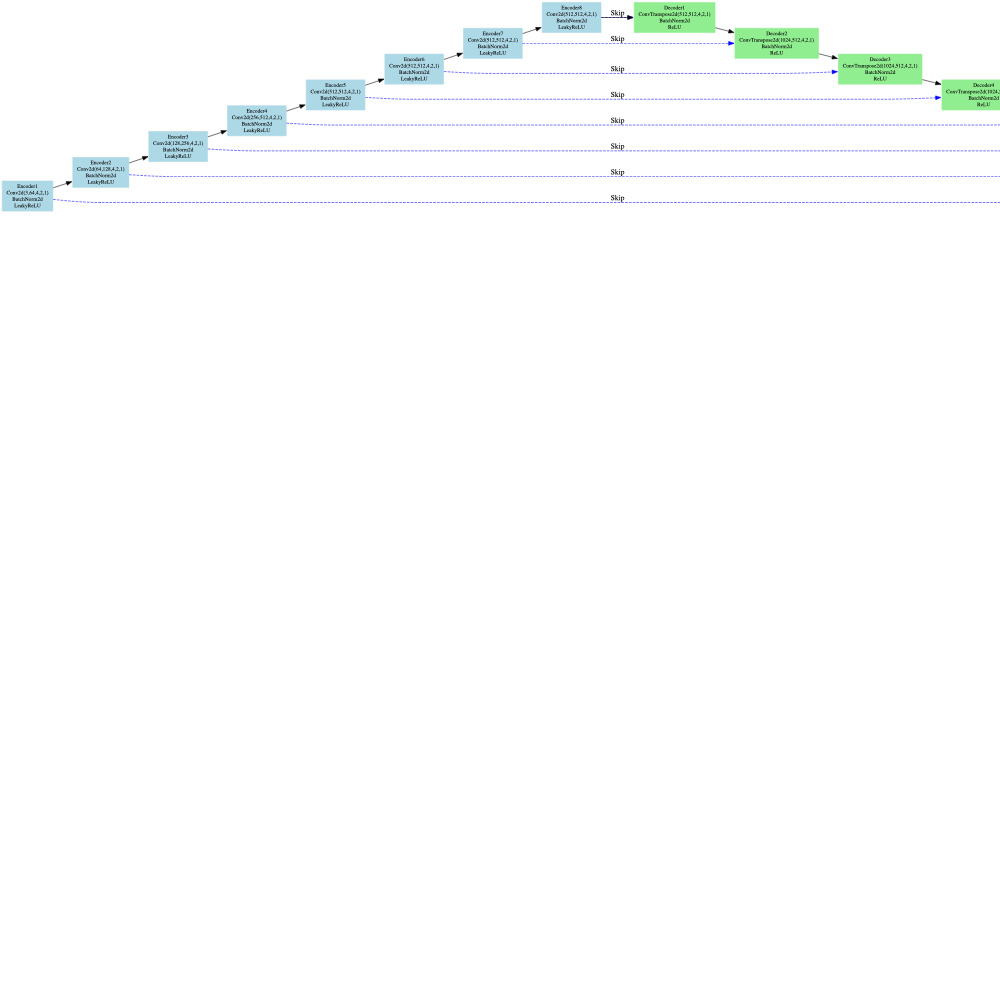 Encoder8
Conv2d(512,512,4,2,1)
BatchNorm2d
LeakyReLU
Skip
Decoder1
ConvTranspose2d(512,512,4,2,1)
BatchNorm2d
ReLU
Encoder7
Conv2d(512,512,4,2,1)
BatchNorm2d
LeakyReLU
Skip
Decoder2
ConvTranspose2d(1024,512,4,2,1)
BatchNorm2d
ReLU
Encoder6
Conv2d(512,512,4,2,1)
BatchNorm2d
LeakyReLU
Skip
Decoder3
ConvTranspose2d(1024,512,4,2,1)
BatchNorm2d
ReLU
Encoder5
Conv2d(512,512,4,2,1)
BatchNorm2d
LeakyReLU
Skip
Decoder4
ConvTranspose2d(1024,
BatchNorm2d
ReLU
Encoder4
Conv2d(256,512,4,2,1)
BatchNorm2d
LeakyReLU
Skip
Encoder3
Conv2d(128,256,4,2,1)
BatchNorm2d
LeakyReLU
Skip
Encoder2
Conv2d(64,128,4,2,1)
BatchNorm2d
LeakyReLU
Skip
Encoder1
Conv2d(3,64,4,2,1)
BatchNorm2d
LeakyReLU
Skip